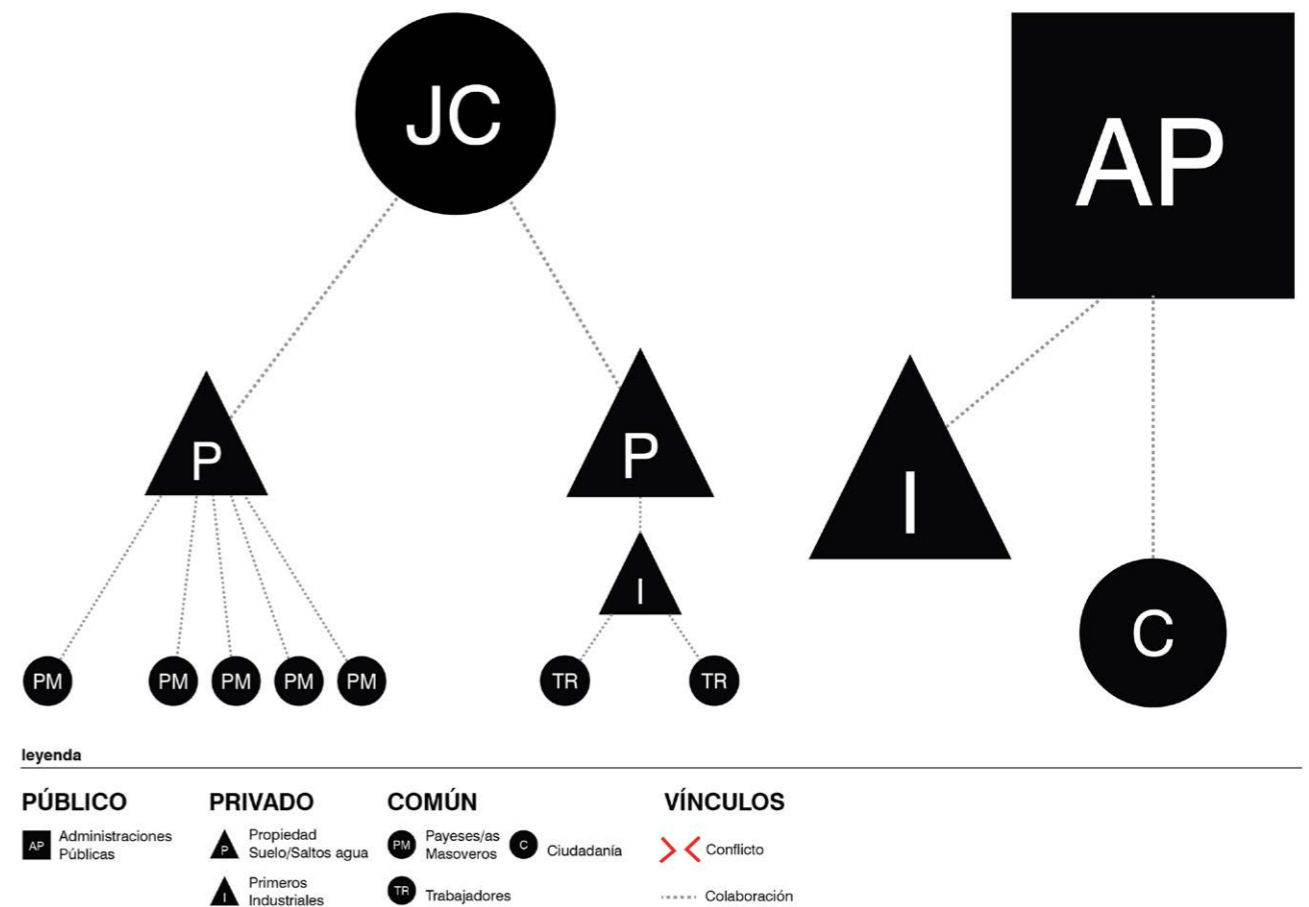 JC
AP
P
P
I
I
C
PM
PM
PM
PM
PM
TR
TR
leyenda
PÚBLICO
AP
Administraciones
Públicas
PRIVADO
P
Propiedad
Suelo/Saltos agua
I
Primeros
Industriales
COMÚN
PM
Payeses/as
Masoveros
C
Ciudadanía
TR
Trabajadores
VÍNCULOS
Conflicto
Colaboración